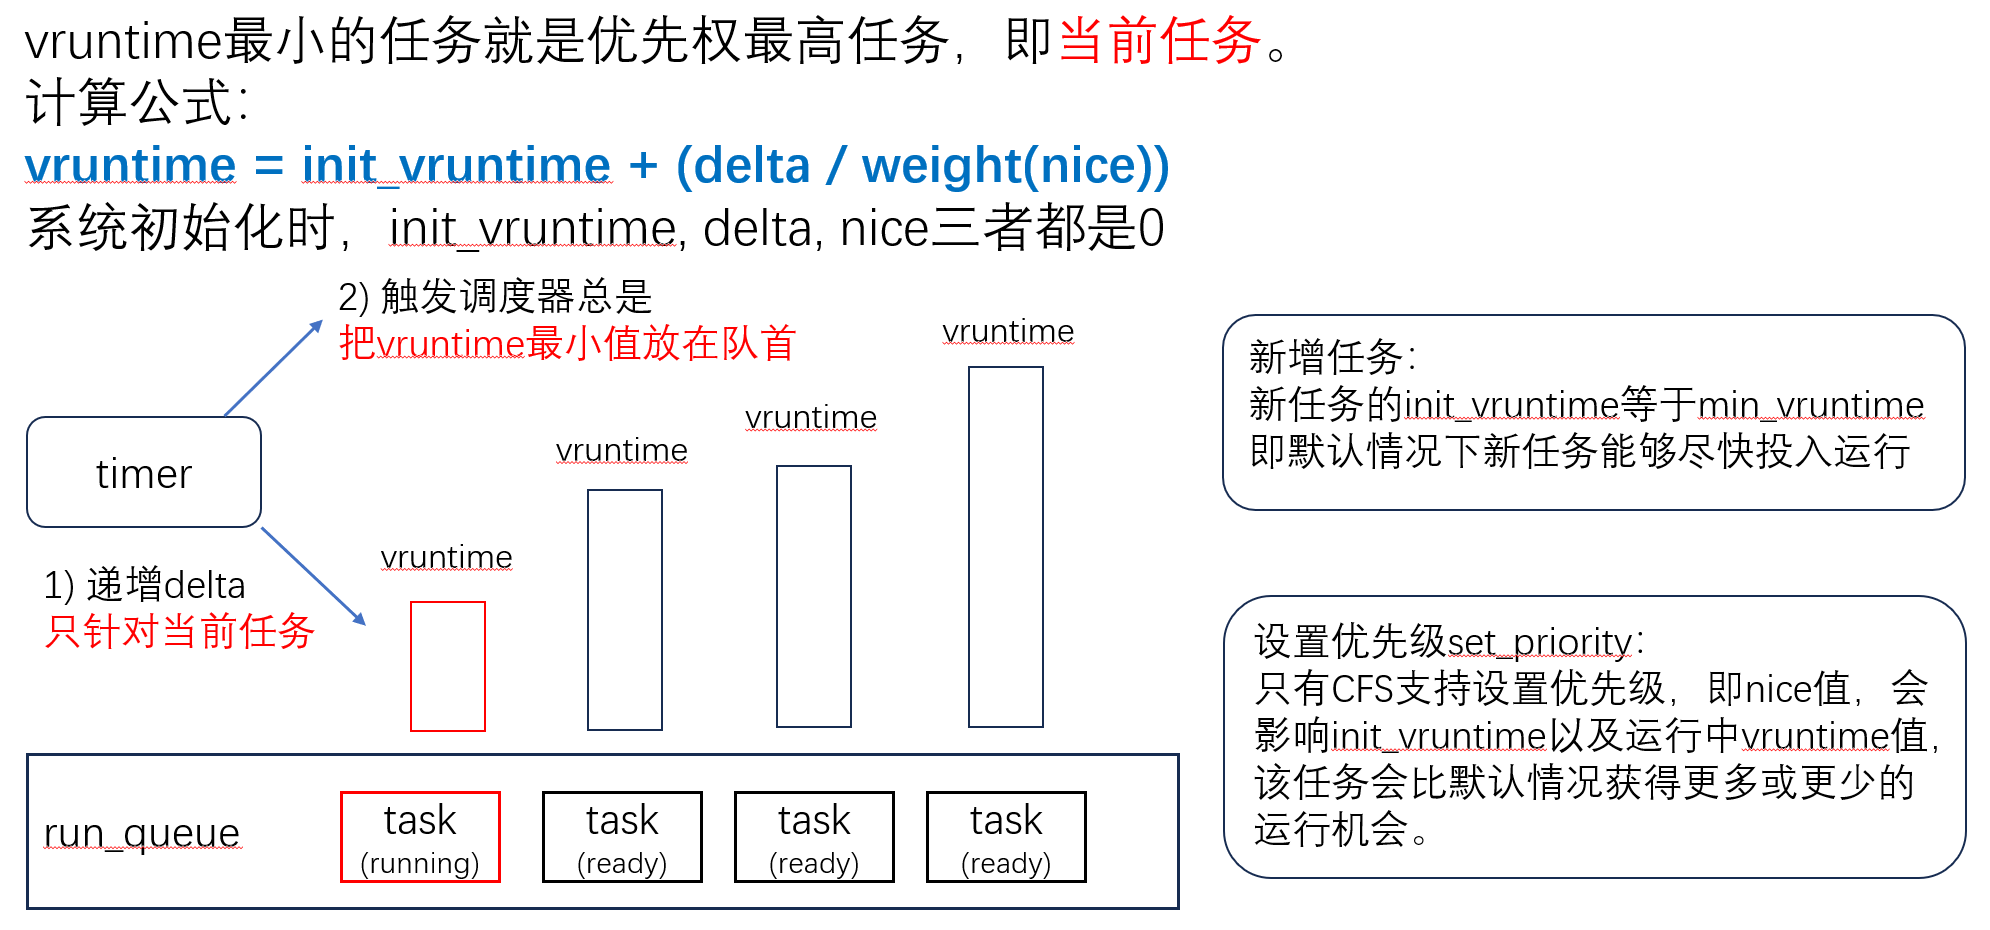 vruntime最小的任务就是优先权最高任务，即当前任务。
计算公式：
vruntime = init_vruntime + (delta / weight(nice))
系统初始化时，init_vruntime, delta, nice三者都是0
2) 触发调度器总是
把vruntime最小值放在队首
timer
1) 递增delta
只针对当前任务
vruntime
vruntime
vruntime
vruntime
run_queue
task
(running)
task
(ready)
task
(ready)
task
(ready)
新增任务：
新任务的init_vruntime等于min_vruntime
即默认情况下新任务能够尽快投入运行
设置优先级set_priority：
只有CFS支持设置优先级，即nice值，会
影响init_vruntime以及运行中vruntime值，
该任务会比默认情况获得更多或更少的
运行机会。